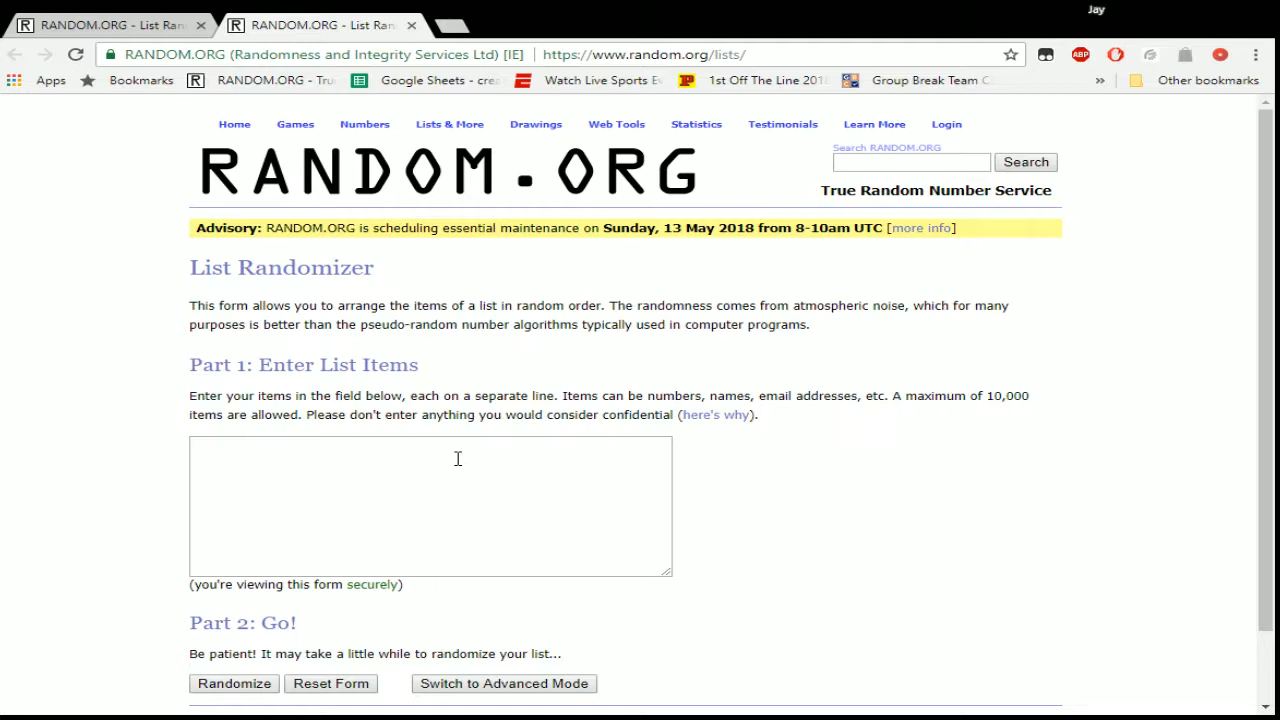 Jay
RANDOM.ORG - List Ran
RANDOM.ORG - List Ran
RANDOM.ORG (Randomness and Integrity Services Ltd) [IE] https://www.random.org/lists/
Apps Bookmarks RANDOM.ORG - Tru Google Sheets - crea Watch Live Sports Ev 1st Off The Line 201 Group Break Team C » Other bookmarks
Home Games Numbers Lists & More Drawings Web Tools Statistics Testimonials Learn More Login
RANDOM.ORG
Search RANDOM.ORG
Search
True Random Number Service
Advisory: RANDOM.ORG is scheduling essential maintenance on Sunday, 13 May 2018 from 8-10am UTC [more info]
List Randomizer
This form allows you to arrange the items of a list in random order. The randomness comes from atmospheric noise, which for many
purposes is better than the pseudo-random number algorithms typically used in computer programs.
Part 1: Enter List Items
Enter your items in the field below, each on a separate line. Items can be numbers, names, email addresses, etc. A maximum of 10,000
items are allowed. Please don't enter anything you would consider confidential (here's why).
(you're viewing this form securely)
Part 2: Go!
Be patient! It may take a little while to randomize your list...
Randomize Reset Form Switch to Advanced Mode